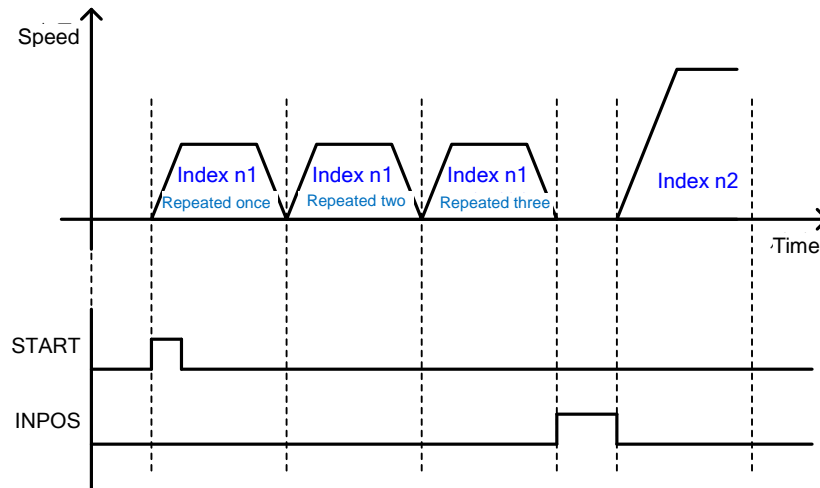 Speed
Index n1
Index n1
Index n1
Index n2
Repeated once
Repeated two
Repeated three
Time
START
INPOS